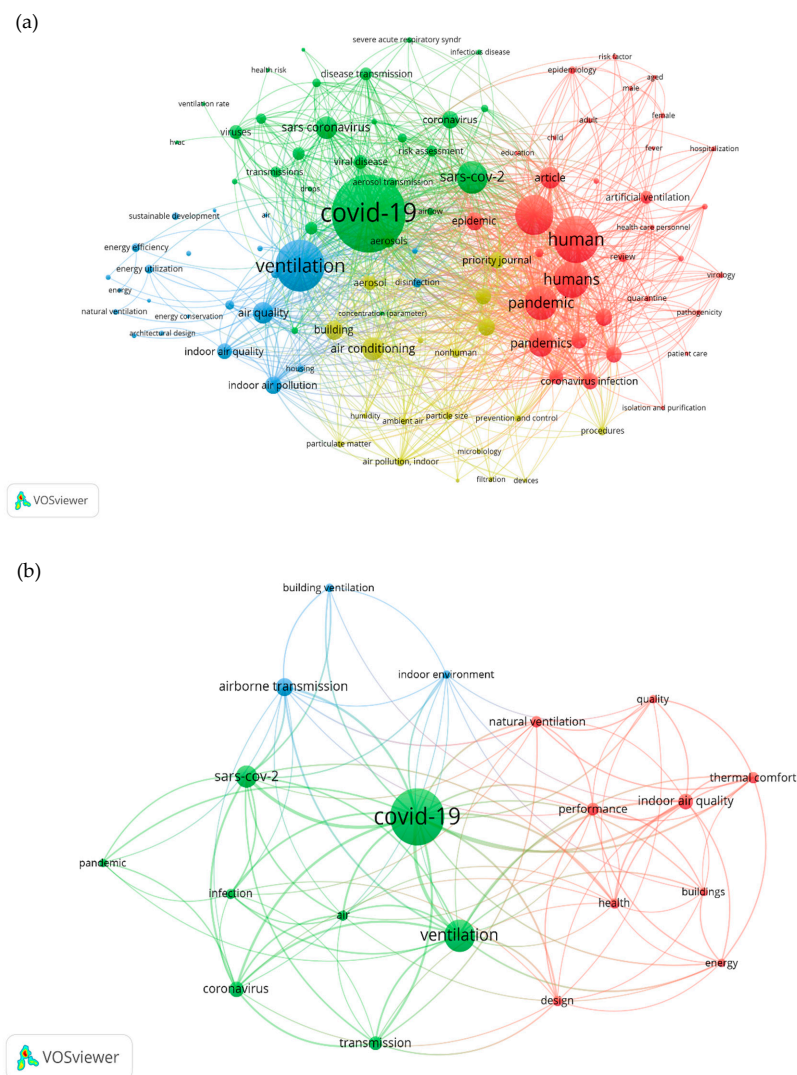 (a)
severe acute respiratory syndr
infectious disease
risk factor
health risk
disease transmission
epidemiology
aged
male
ventilation rate
viruses
sars coronavirus
coronavirus
adult
female
hvac
child
viral disease
risk assessment
education
fever
hospitalization
transmissions
drops
aerosol transmission
sars-cov-2
article
artificial ventilation
sustainable development
air
covid-19
airflow
epidemic
human
health care personnel
energy efficiency
aerosols
energy utilization
ventilation
priority journal
review
virology
energy
aerosol
disinfection
humans
natural ventilation
energy conservation
air quality
concentration (parameter)
pandemic
quarantine
pathogenicity
architectural design
building
indoor air quality
air conditioning
nonhuman
pandemics
patient care
housing
indoor air pollution
coronavirus infection
humidity
ambient air
particle size
prevention and control
isolation and purification
particulate matter
procedures
microbiology
air pollution, indoor
filtration
devices
VOSviewer
(b)
building ventilation
airborne transmission
indoor environment
quality
natural ventilation
sars-cov-2
thermal comfort
indoor air quality
covid-19
performance
pandemic
infection
buildings
health
air
ventilation
energy
coronavirus
design
transmission
VOSviewer